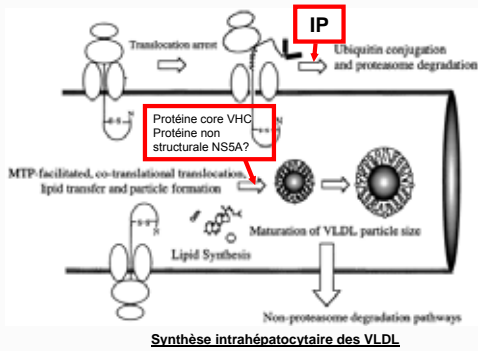 IP
Translocation arrest
Ubiquitin conjugation
and proteasome degradation
N
S-S
Protéine core VHC
Protéine non
structurale NS5A?
MTP-facilitated, co-translational translocation,
lipid transfer and particle formation
S-S
N
Lipid Synthesis
Maturation of VLDL particle size
Non-proteasome degradation pathways
Synthèse intrahépatocytaire des VLDL